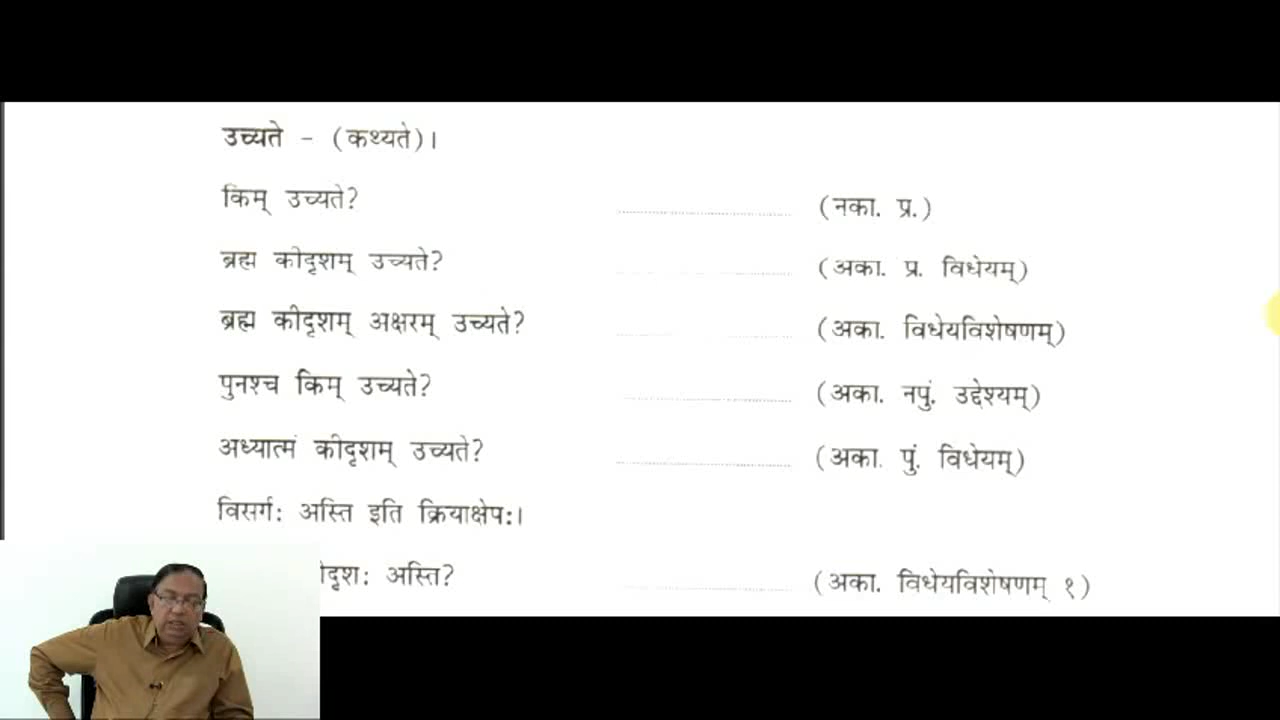 उच्यते - (कथ्यते)।
किम् उच्यते? (नका. प्र.)
ब्रह्म कीदृशम् उच्यते? (अका. प्र. विधेयम्)
ब्रह्म कीदृशम् अक्षरम् उच्यते? (अका. विधेयविशेषणम्)
पुनश्च किम् उच्यते? (अका. नपुं. उद्देश्यम्)
अध्यात्मं कीदृशम् उच्यते? (अका. पुं. विधेयम्)
विसर्गः अस्ति इति क्रियाक्षेपः।
अस्ति? (अका. विधेयविशेषणम् १)